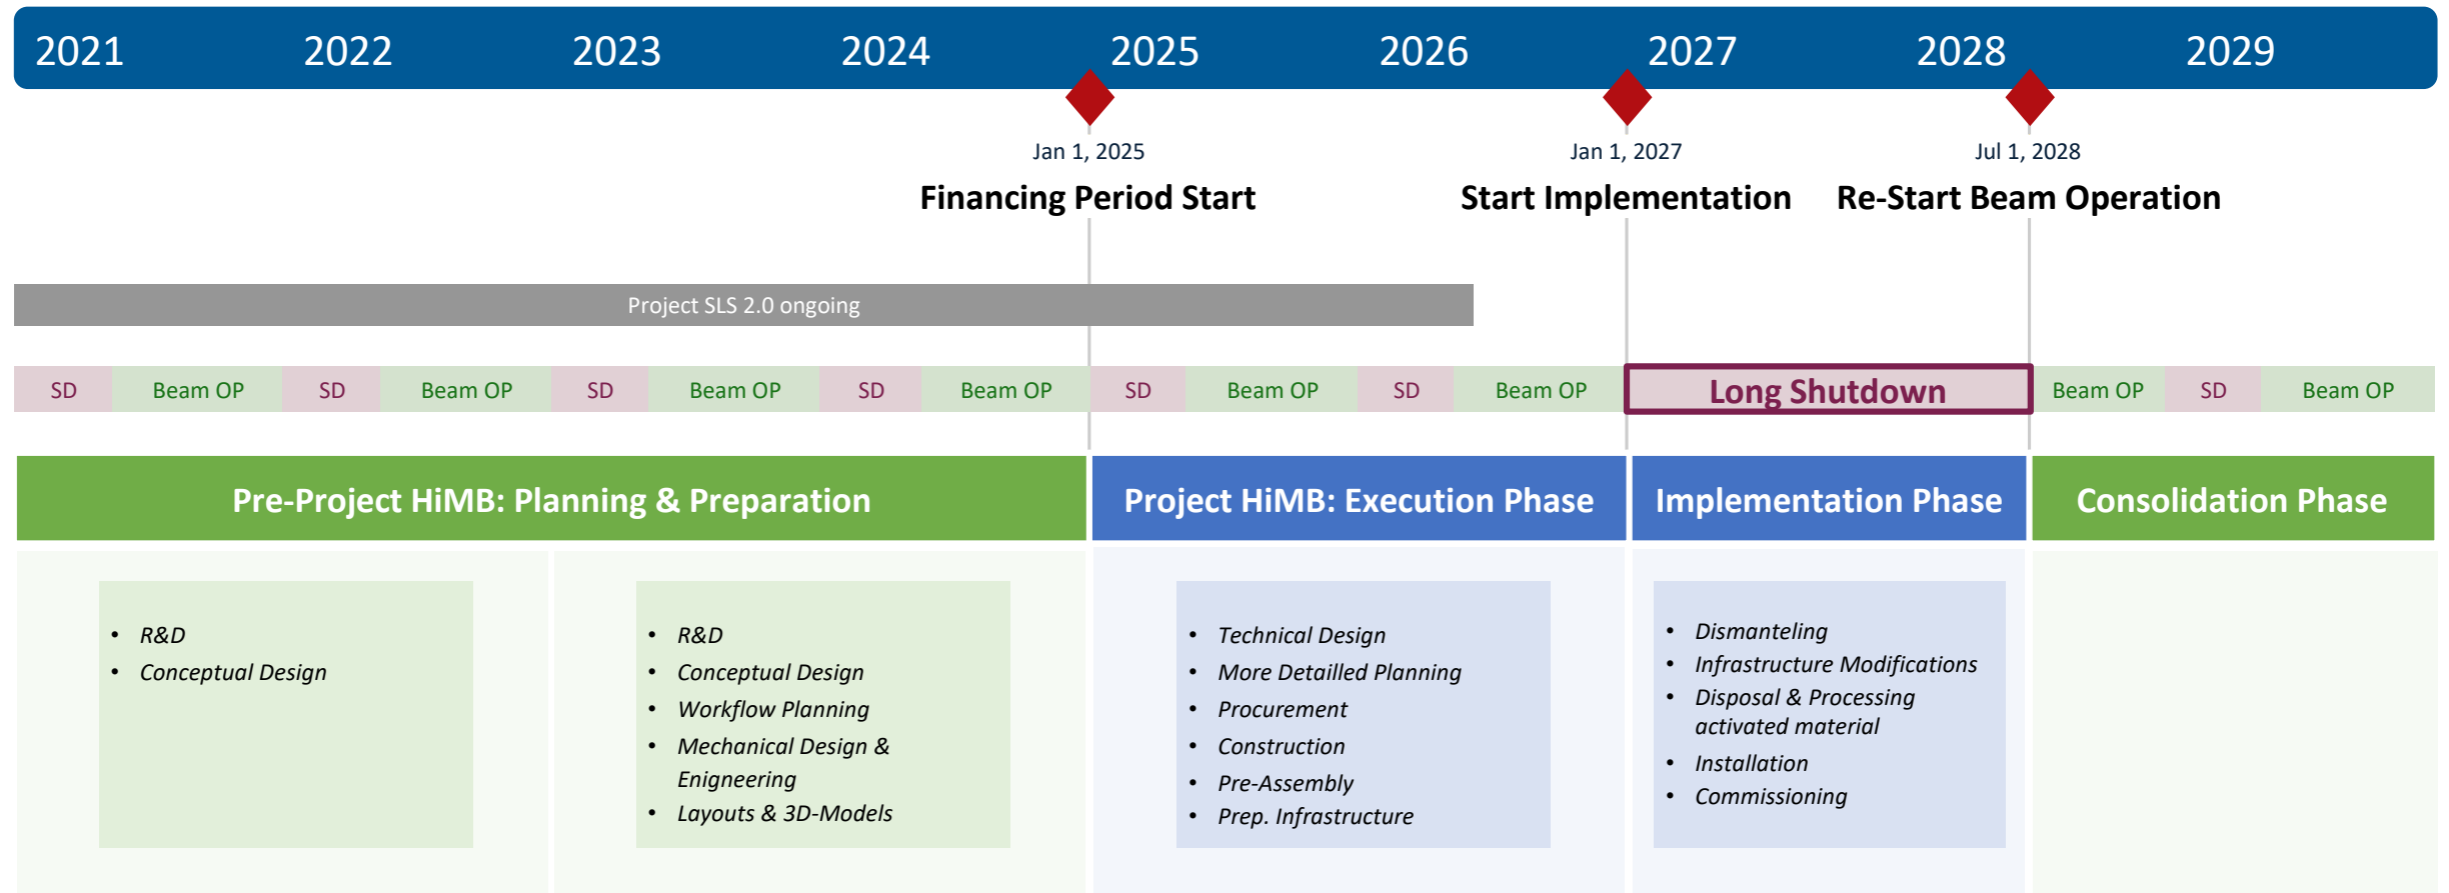 2021 2022 2023 2024 2025 2026 2027 2028 2029
Jan 1, 2025
Jan 1, 2027
Jul 1, 2028
Financing Period Start
Start Implementation
Re-Start Beam Operation
Project SLS 2.0 ongoing
SD Beam OP SD Beam OP SD Beam OP SD Beam OP SD Beam OP SD Beam OP Long Shutdown Beam OP SD Beam OP
Pre-Project HiMB: Planning & Preparation
Project HiMB: Execution Phase
Implementation Phase
Consolidation Phase
• R&D
• Conceptual Design
• R&D
• Conceptual Design
• Workflow Planning
• Mechanical Design &
Enigneering
• Layouts & 3D-Models
• Technical Design
• More Detailled Planning
• Procurement
• Construction
• Pre-Assembly
• Prep. Infrastructure
• Dismanteling
• Infrastructure Modifications
• Disposal & Processing
activated material
• Installation
• Commissioning